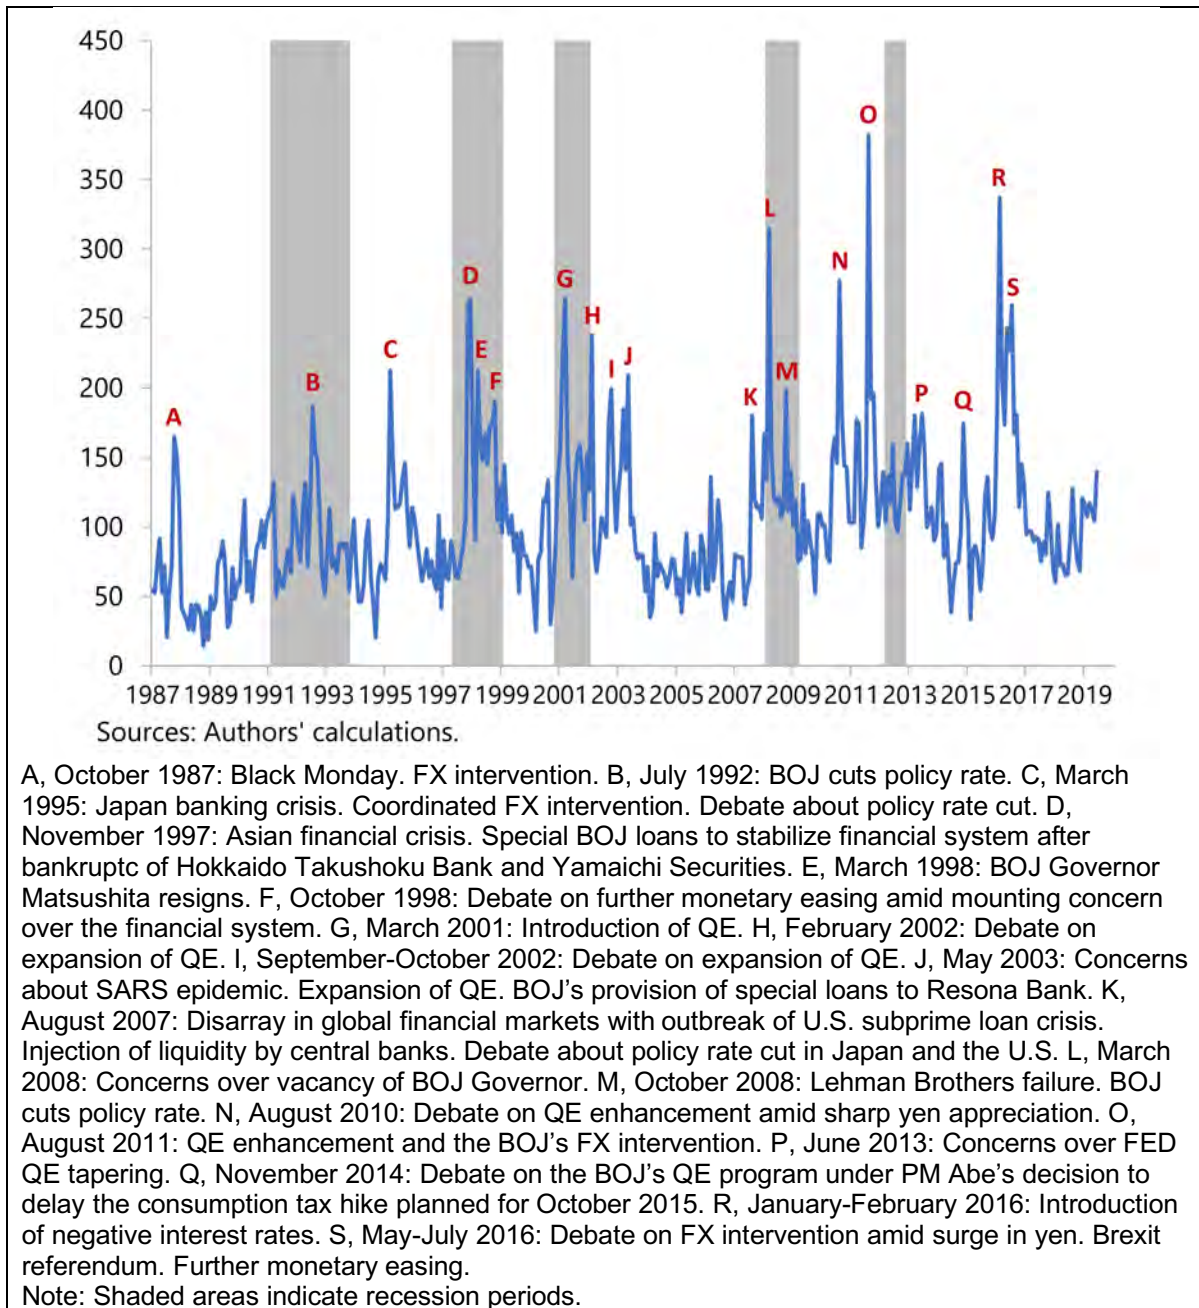 450
400
350
300
250
200
150
100
50
0
A
B
C
D
E
F
G
H
I
J
K
L
M
N
O
P
Q
R
S
1987 1989 1991 1993 1995 1997 1999 2001 2003 2005 2007 2009 2011 2013 2015 2017 2019
Sources: Authors' calculations.
A, October 1987: Black Monday. FX intervention. B, July 1992: BOJ cuts policy rate. C, March
1995: Japan banking crisis. Coordinated FX intervention. Debate about policy rate cut. D,
November 1997: Asian financial crisis. Special BOJ loans to stabilize financial system after
bankruptc of Hokkaido Takushoku Bank and Yamaichi Securities. E, March 1998: BOJ Governor
Matsushita resigns. F, October 1998: Debate on further monetary easing amid mounting concern
over the financial system. G, March 2001: Introduction of QE. H, February 2002: Debate on
expansion of QE. I, September-October 2002: Debate on expansion of QE. J, May 2003: Concerns
about SARS epidemic. Expansion of QE. BOJ’s provision of special loans to Resona Bank. K,
August 2007: Disarray in global financial markets with outbreak of U.S. subprime loan crisis.
Injection of liquidity by central banks. Debate about policy rate cut in Japan and the U.S. L, March
2008: Concerns over vacancy of BOJ Governor. M, October 2008: Lehman Brothers failure. BOJ
cuts policy rate. N, August 2010: Debate on QE enhancement amid sharp yen appreciation. O,
August 2011: QE enhancement and the BOJ’s FX intervention. P, June 2013: Concerns over FED
QE tapering. Q, November 2014: Debate on the BOJ’s QE program under PM Abe’s decision to
delay the consumption tax hike planned for October 2015. R, January-February 2016: Introduction
of negative interest rates. S, May-July 2016: Debate on FX intervention amid surge in yen. Brexit
referendum. Further monetary easing.
Note: Shaded areas indicate recession periods.